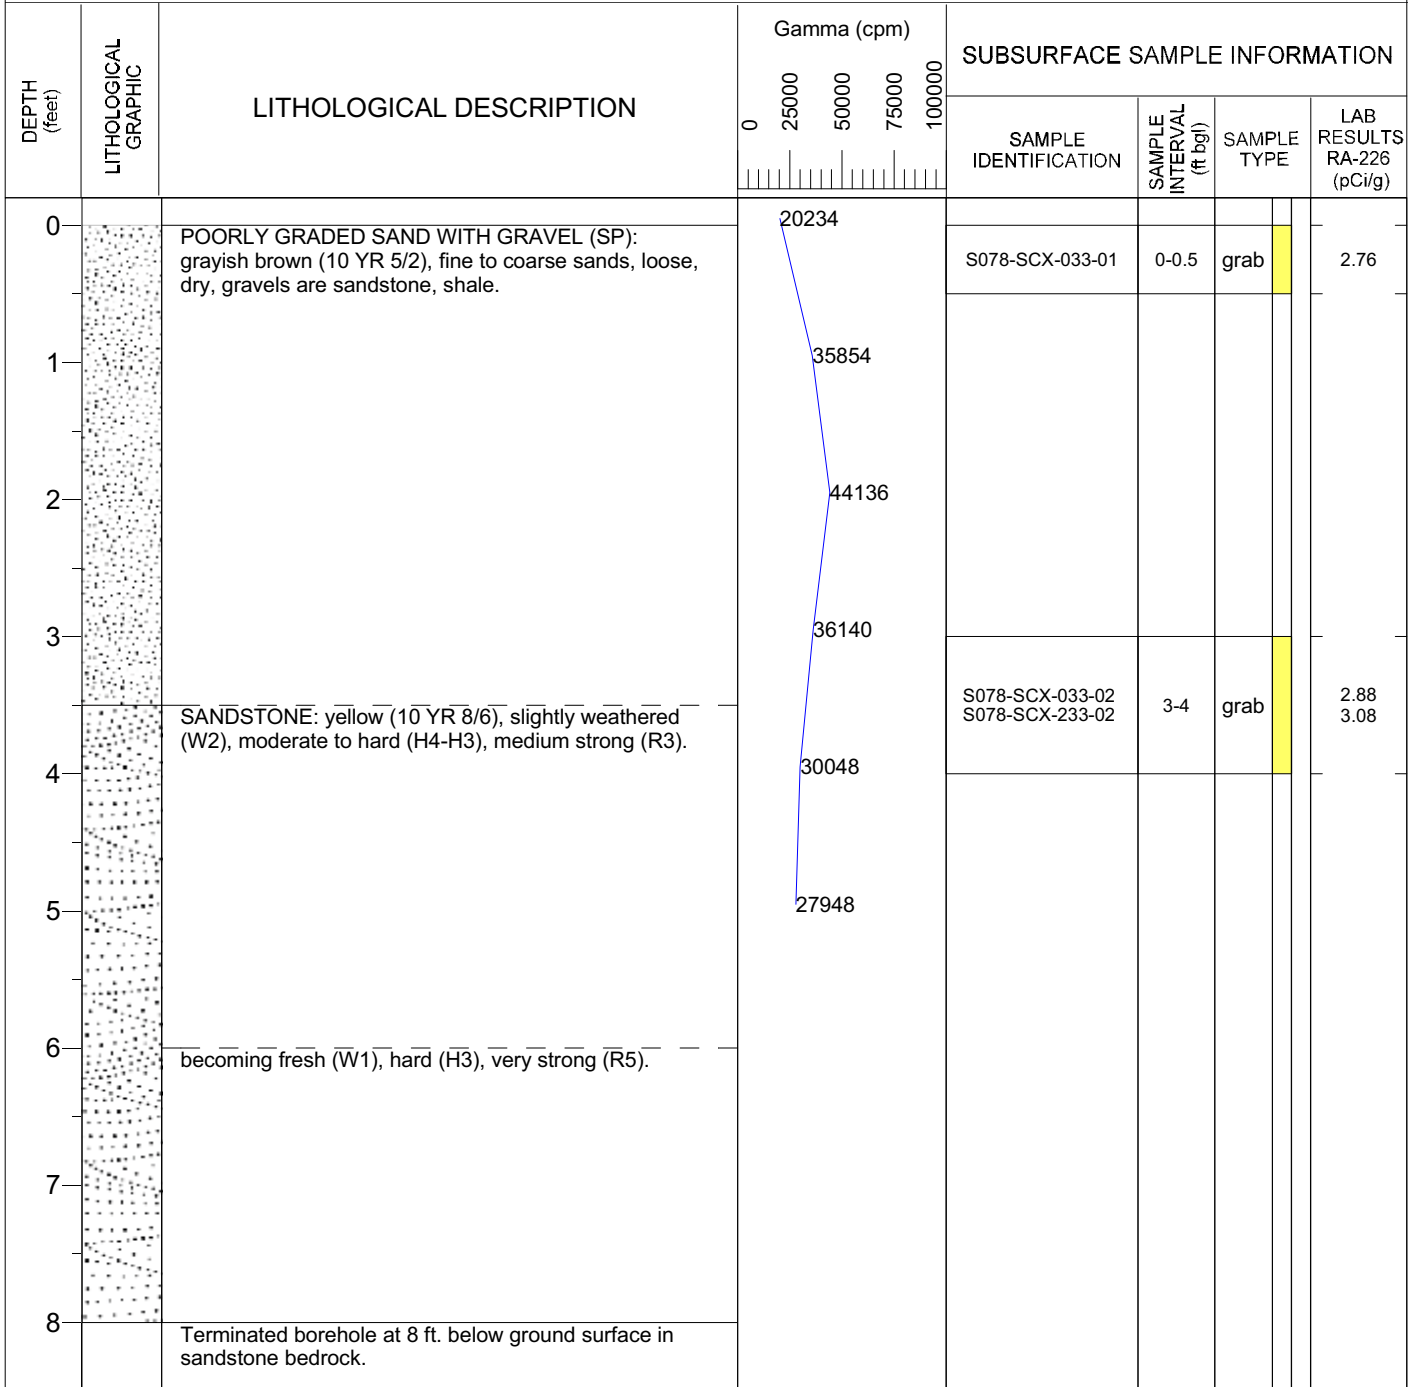 DEPTH
(feet)
LITHOLOGICAL
GRAPHIC
LITHOLOGICAL DESCRIPTION
Gamma (cpm)
0
25000
50000
75000
100000
SUBSURFACE SAMPLE INFORMATION
SAMPLE
IDENTIFICATION
SAMPLE
INTERVAL
(ft bgl)
SAMPLE
TYPE
LAB
RESULTS
RA-226
(pCi/g)
0
20234
POORLY GRADED SAND WITH GRAVEL (SP):
grayish brown (10 YR 5/2), fine to coarse sands, loose,
dry, gravels are sandstone, shale.
S078-SCX-033-01
0-0.5
grab
2.76
1
35854
2
44136
3
36140
SANDSTONE: yellow (10 YR 8/6), slightly weathered
(W2), moderate to hard (H4-H3), medium strong (R3).
S078-SCX-033-02
S078-SCX-233-02
3-4
grab
2.88
3.08
4
30048
5
27948
6
becoming fresh (W1), hard (H3), very strong (R5).
7
8
Terminated borehole at 8 ft. below ground surface in
sandstone bedrock.